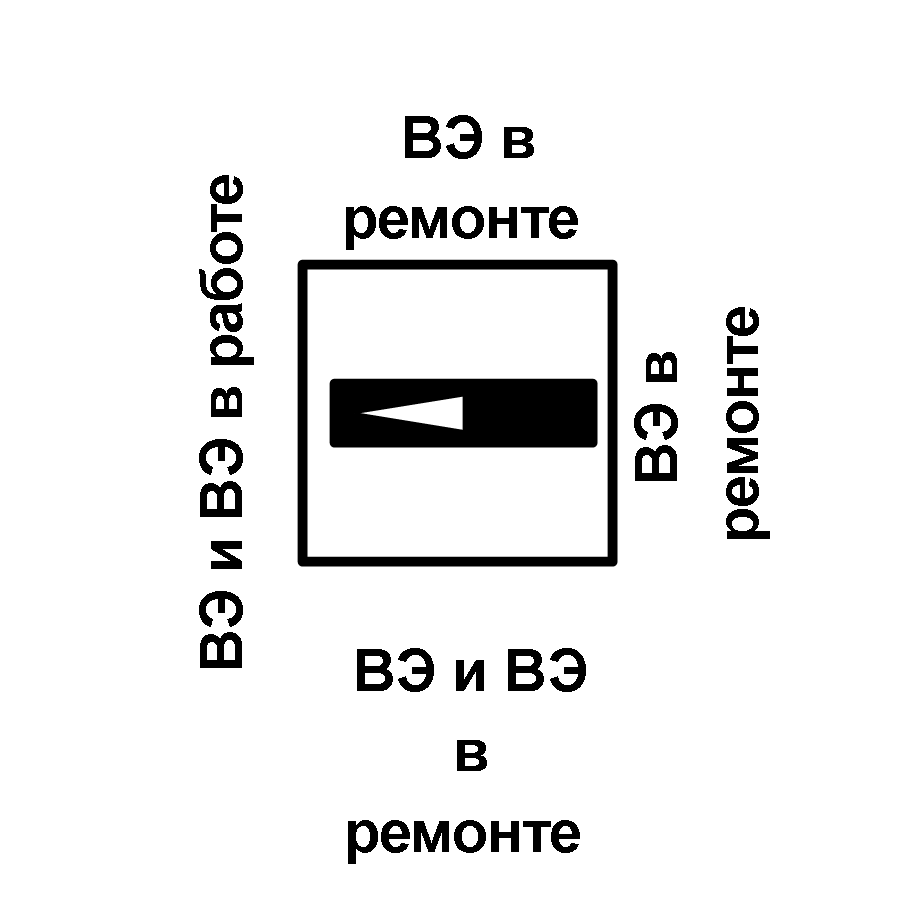 ВЭ в
ремонте
ВЭ и ВЭ в работе
ВЭ в
ремонте
ВЭ и ВЭ
в
ремонте